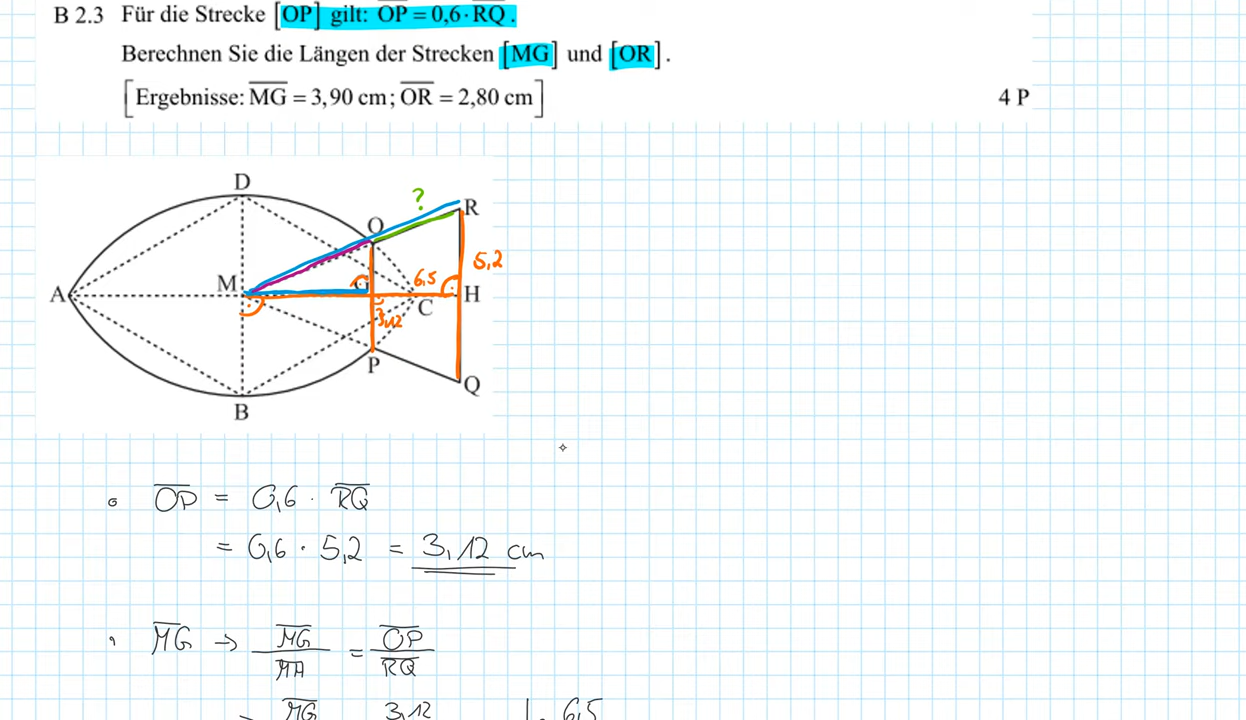 B 2.3 Für die Strecke [OP] gilt: OP = 0,6 · RQ .
Berechnen Sie die Längen der Strecken [MG] und [OR] .
[Ergebnisse: MG = 3,90 cm; OR = 2,80 cm]
4 P
D
?
R
O
5,2
M
G
6,5
A
H
C
3,12
P
Q
B
OP = 0,6 · RQ
= 0,6 · 5,2 = 3,12 cm
MG → MG/MH = OP/RQ
= MG 3,12 | · 6,5